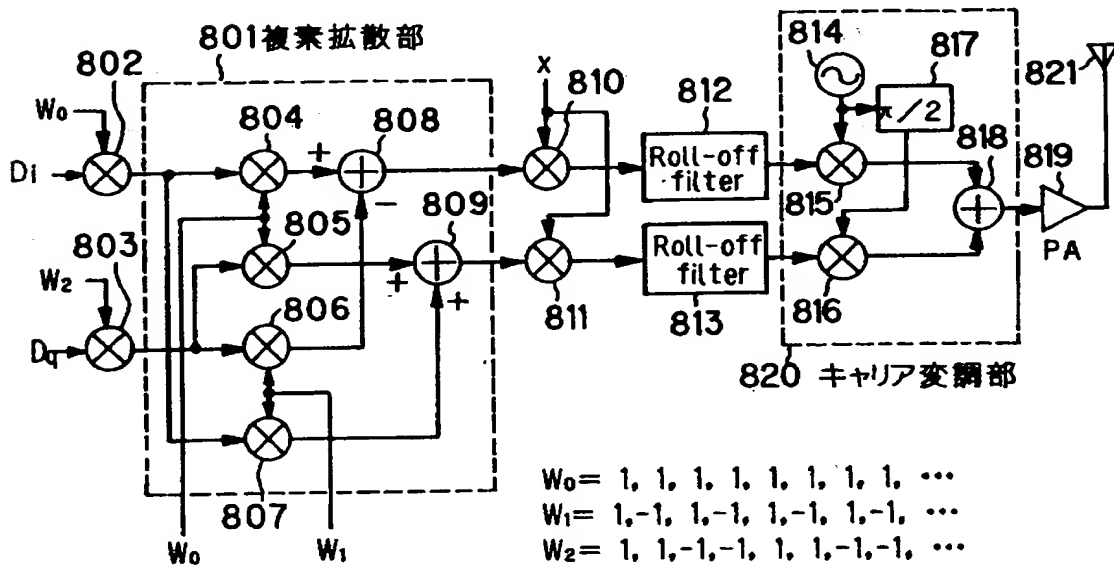 801 複素拡散部
802
W₀
Di
803
W₂
Dq
804
808
805
809
806
807
+
−
+
+
W₀
W₁
x
810
811
812
Roll-off
filter
Roll-off
filter
813
814
817
π/2
815
816
818
819
PA
821
820 キャリア変調部
W₀= 1, 1, 1, 1, 1, 1, 1, 1, ⋯
W₁= 1,-1, 1,-1, 1,-1, 1,-1, ⋯
W₂= 1, 1,-1,-1, 1, 1,-1,-1, ⋯